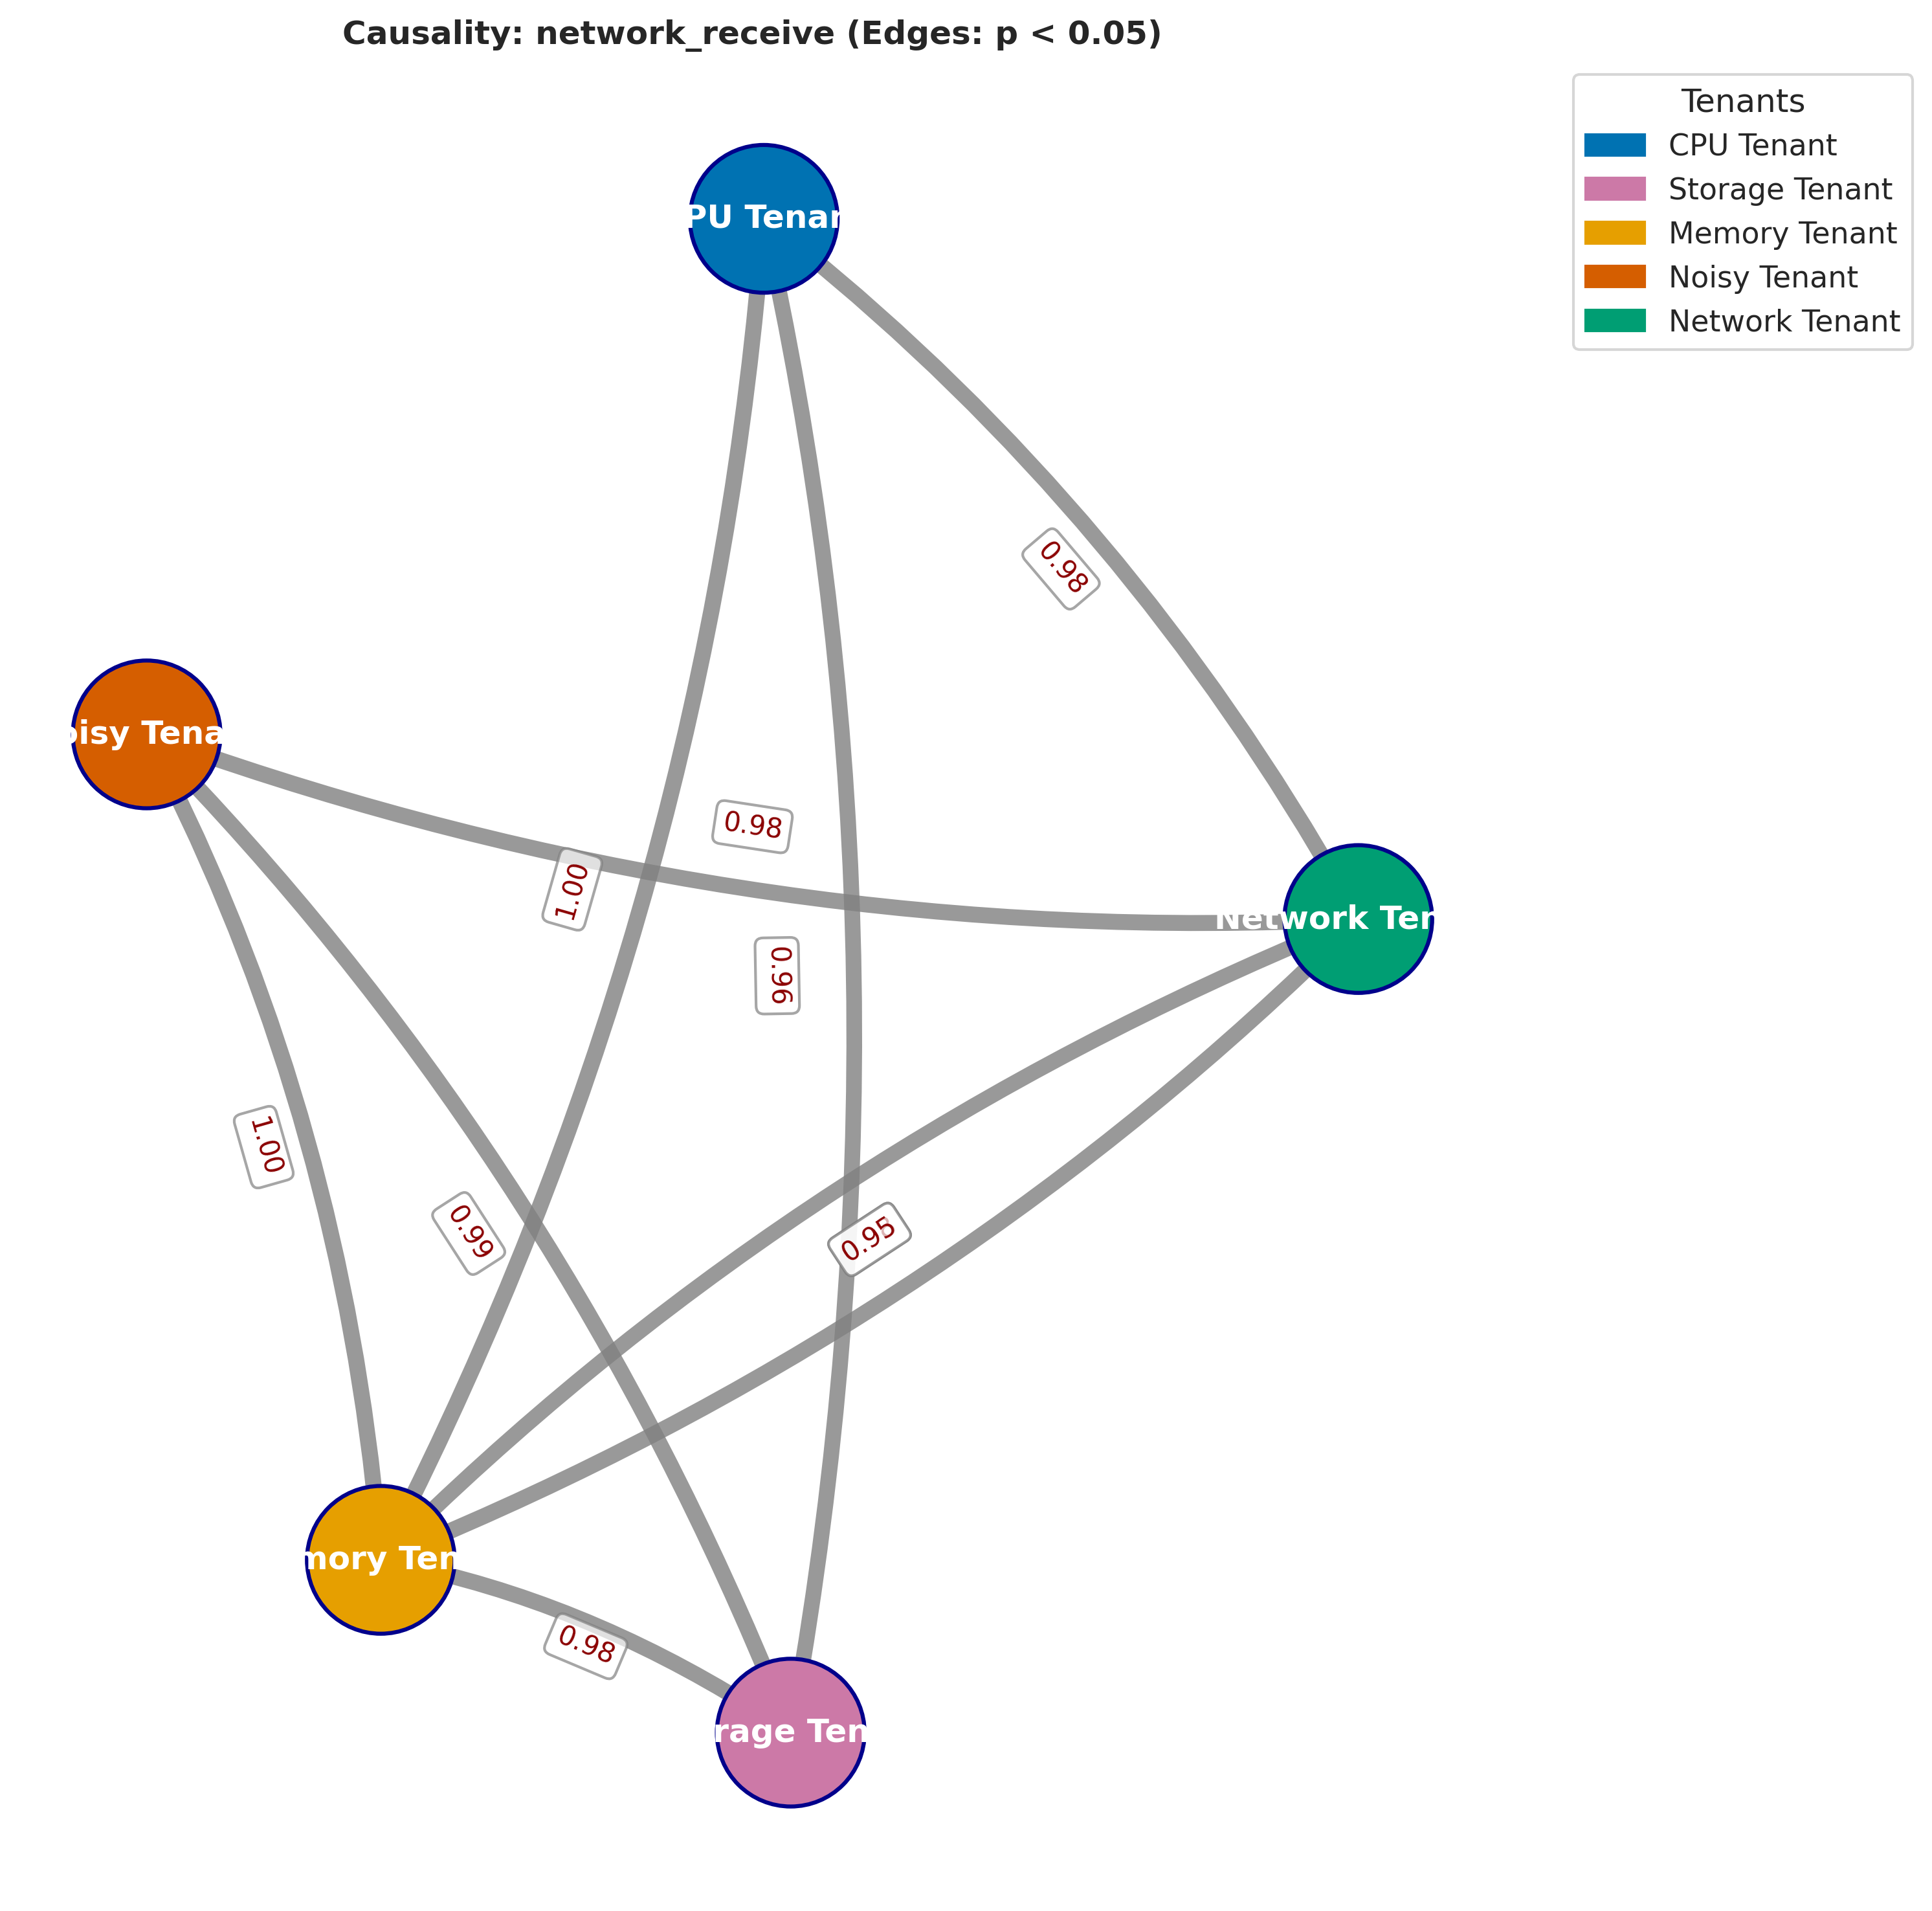 Causality: network_receive (Edges: p < 0.05)
Tenants
CPU Tenant
Storage Tenant
Memory Tenant
Noisy Tenant
Network Tenant
PU Tenan
0.98
oisy Tena
0.98
1.00
Network Ten
0.96
1.00
0.99
0.95
mory Ten
0.98
rage Ten